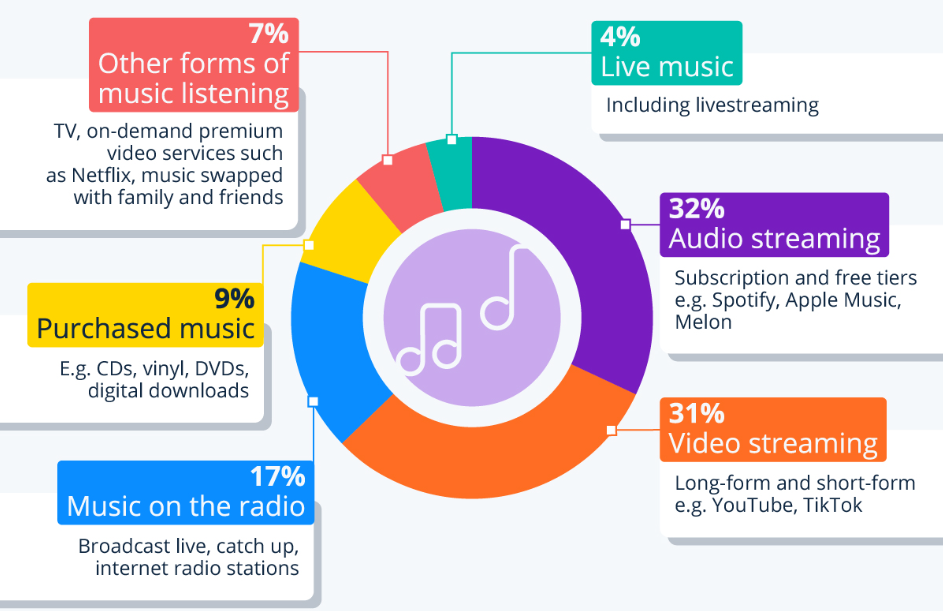 7%
Other forms of
music listening
TV, on-demand premium
video services such
as Netflix, music swapped
with family and friends
4%
Live music
Including livestreaming
32%
Audio streaming
Subscription and free tiers
e.g. Spotify, Apple Music,
Melon
9%
Purchased music
E.g. CDs, vinyl, DVDs,
digital downloads
31%
Video streaming
Long-form and short-form
e.g. YouTube, TikTok
17%
Music on the radio
Broadcast live, catch up,
internet radio stations